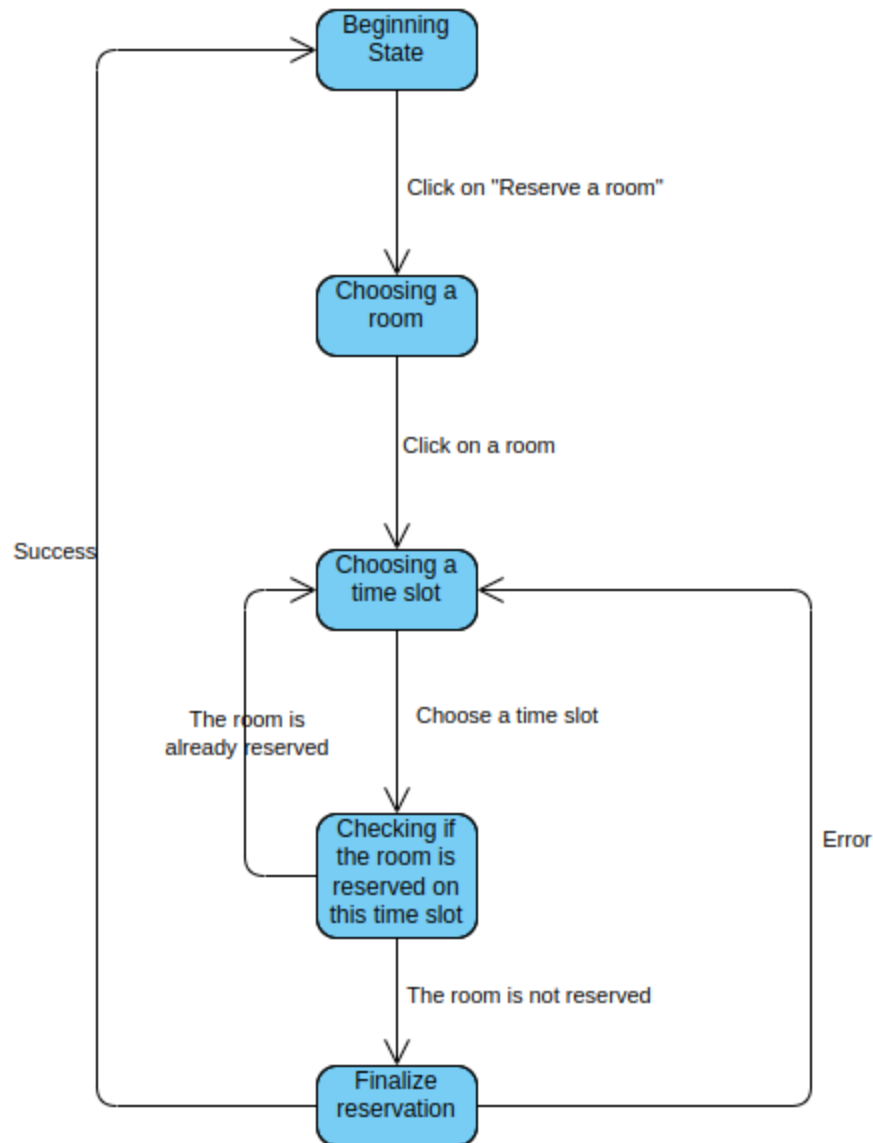 Beginning
State
Click on "Reserve a room"
Choosing a
room
Click on a room
Success
Choosing a
time slot
The room is
already reserved
Choose a time slot
Checking if
the room is
reserved on
this time slot
Error
The room is not reserved
Finalize
reservation